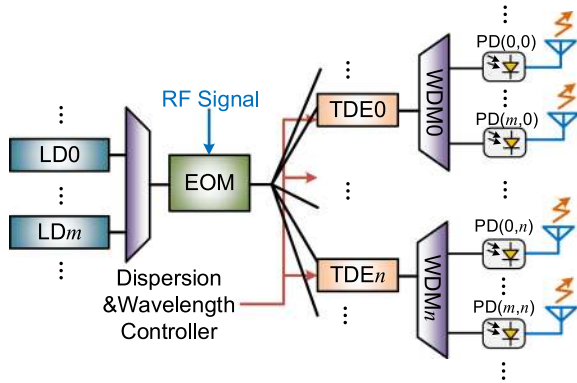 RF Signal
LD0
LDm
EOM
Dispersion
&Wavelength
Controller
TDE0
TDEn
WDM0
WDMn
PD(0,0)
PD(m,0)
PD(0,n)
PD(m,n)